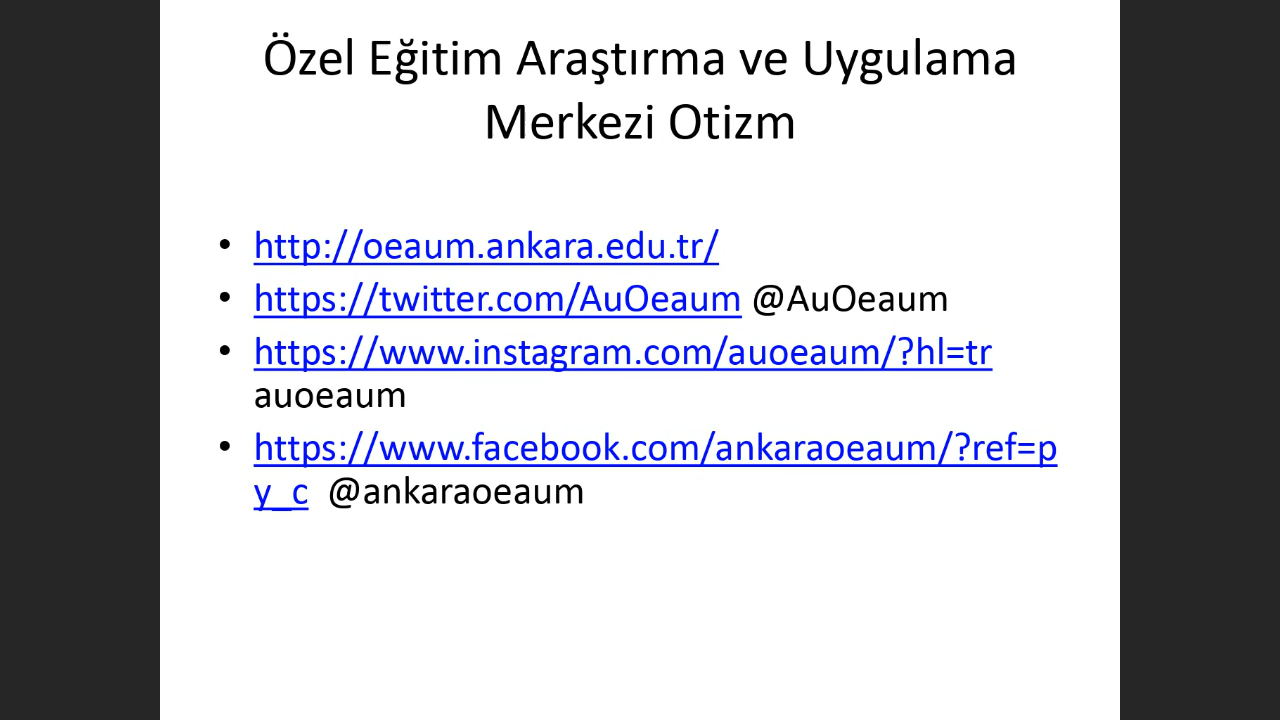 Özel Eğitim Araştırma ve Uygulama
Merkezi Otizm
• http://oeaum.ankara.edu.tr/
• https://twitter.com/AuOeaum @AuOeaum
• https://www.instagram.com/auoeaum/?hl=tr
auoeaum
• https://www.facebook.com/ankaraoeaum/?ref=p
y_c @ankaraoeaum